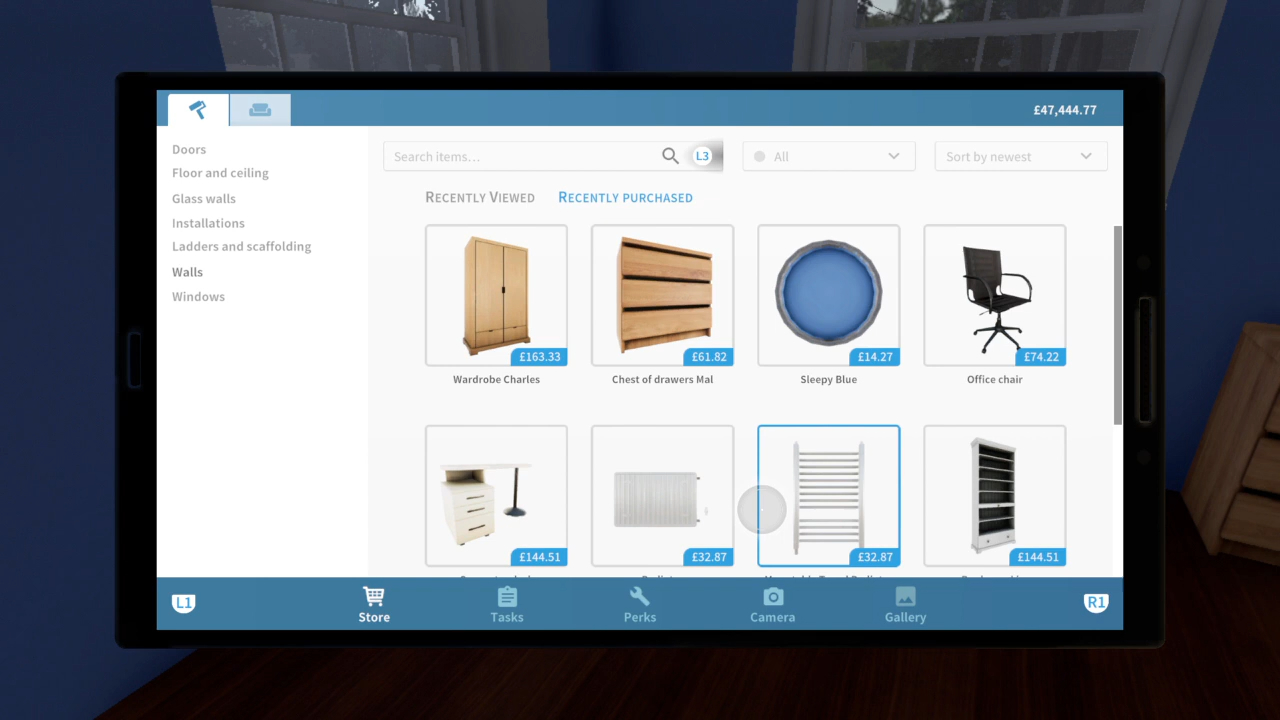 £47,444.77
Doors
Floor and ceiling
Glass walls
Installations
Ladders and scaffolding
Walls
Windows
Search items...
L3
All
Sort by newest
Recently Viewed
Recently purchased
£163.33
£61.82
£14.27
£74.22
Wardrobe Charles
Chest of drawers Mal
Sleepy Blue
Office chair
£144.51
£32.87
£32.87
£144.51
L1
Store
Tasks
Perks
Camera
Gallery
R1